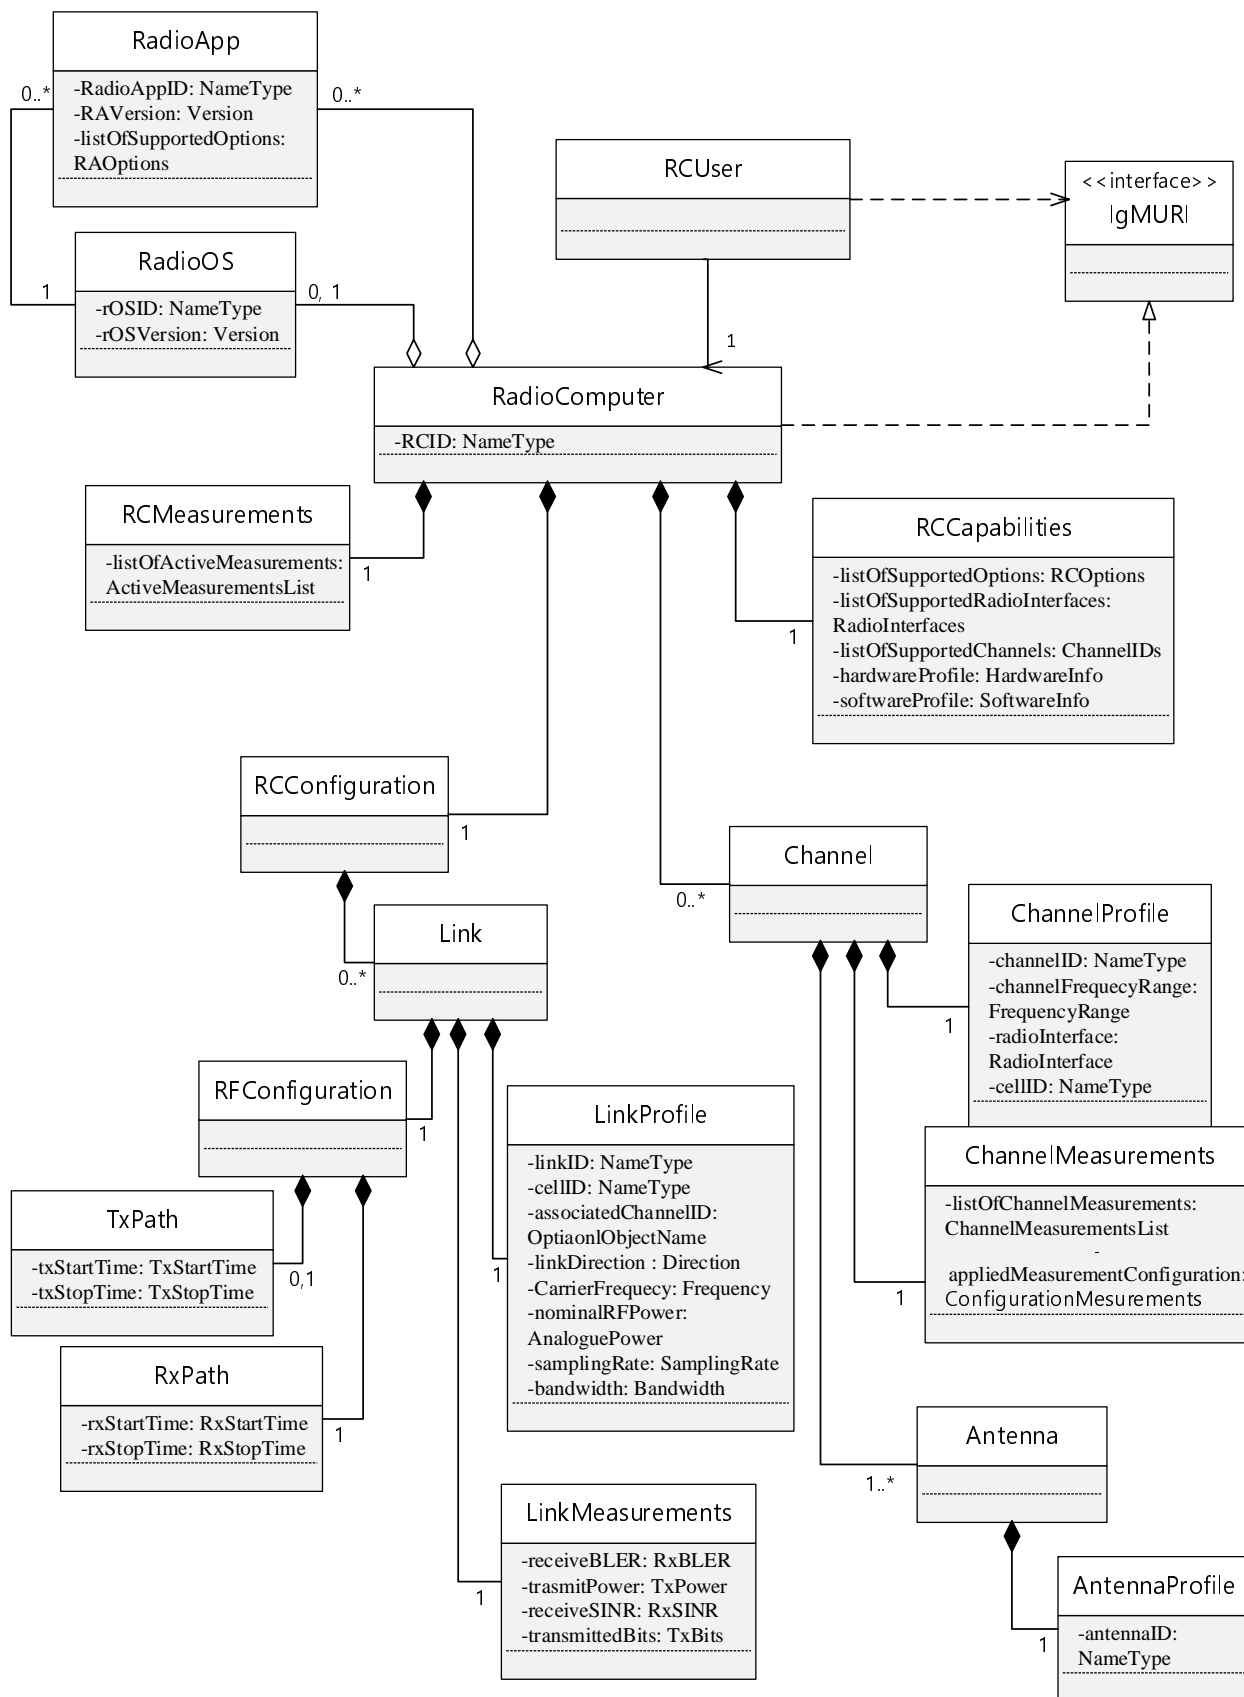 RadioApp
-RadioAppID: NameType
-RAVersion: Version
-listOfSupportedOptions:
RAOptions
0..*
0..*
RCUser
<<interface>>
IgMURI
RadioOS
-rOSID: NameType
-rOSVersion: Version
1
0, 1
1
RadioComputer
-RCID: NameType
RCMeasurements
-listOfActiveMeasurements:
ActiveMeasurementsList
1
RCCapabilities
-listOfSupportedOptions: RCOptions
-listOfSupportedRadioInterfaces:
RadioInterfaces
-listOfSupportedChannels: ChannelIDs
-hardwareProfile: HardwareInfo
-softwareProfile: SoftwareInfo
1
RCConfiguration
1
Channel
0..*
Link
0..*
ChannelProfile
-channelID: NameType
-channelFrequecyRange:
FrequencyRange
-radioInterface:
RadioInterface
-cellID: NameType
1
RFConfiguration
1
LinkProfile
-linkID: NameType
-cellID: NameType
-associatedChannelID:
OptiaonlObjectName
-linkDirection : Direction
-CarrierFrequecy: Frequency
-nominalRFPower:
AnaloguePower
-samplingRate: SamplingRate
-bandwidth: Bandwidth
1
ChannelMeasurements
-listOfChannelMeasurements:
ChannelMeasurementsList
-
appliedMeasurementConfiguration:
ConfigurationMesurements
1
TxPath
-txStartTime: TxStartTime
-txStopTime: TxStopTime
0,1
RxPath
-rxStartTime: RxStartTime
-rxStopTime: RxStopTime
1
Antenna
1..*
LinkMeasurements
-receiveBLER: RxBLER
-trasmitPower: TxPower
-receiveSINR: RxSINR
-transmittedBits: TxBits
1
AntennaProfile
-antennaID:
NameType
1